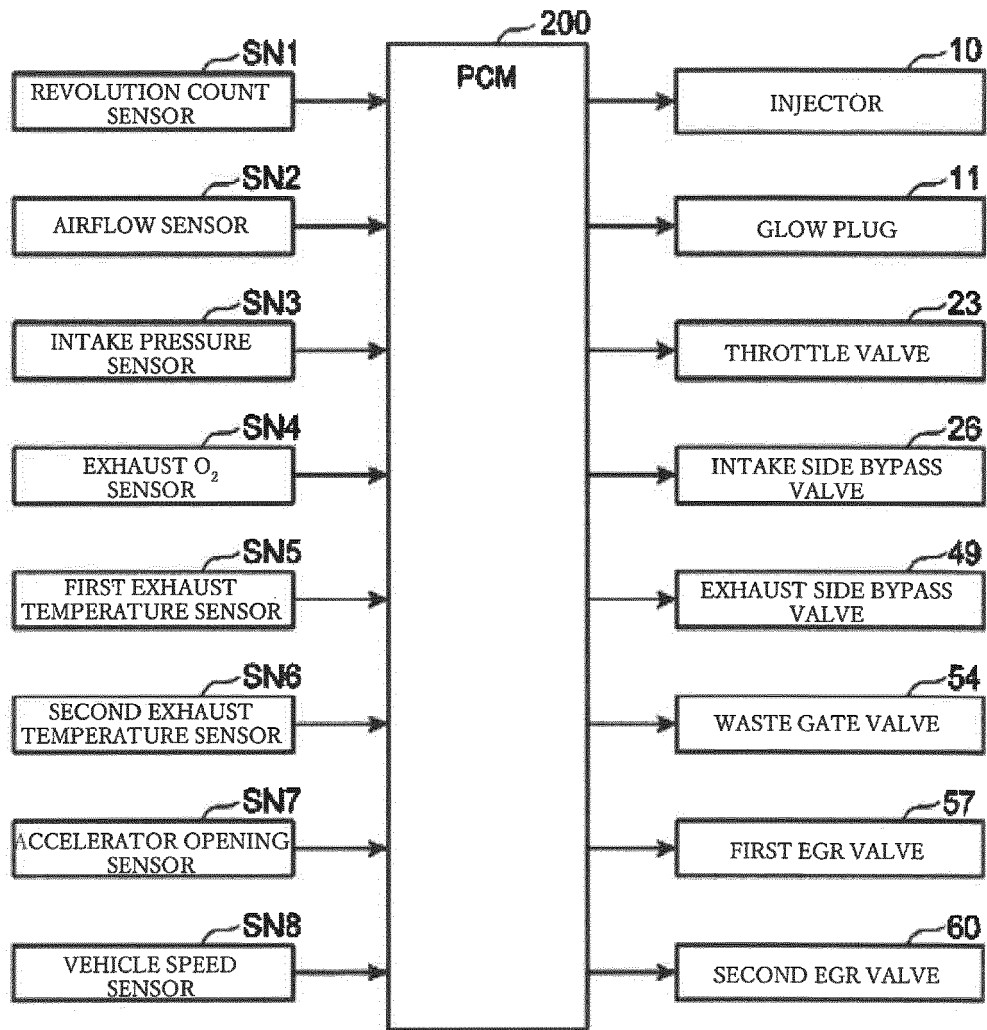 200
PCM
SN1
REVOLUTION COUNT
SENSOR
SN2
AIRFLOW SENSOR
SN3
INTAKE PRESSURE
SENSOR
SN4
EXHAUST O₂
SENSOR
SN5
FIRST EXHAUST
TEMPERATURE SENSOR
SN6
SECOND EXHAUST
TEMPERATURE SENSOR
SN7
ACCELERATOR OPENING
SENSOR
SN8
VEHICLE SPEED
SENSOR
10
INJECTOR
11
GLOW PLUG
23
THROTTLE VALVE
26
INTAKE SIDE BYPASS
VALVE
49
EXHAUST SIDE BYPASS
VALVE
54
WASTE GATE VALVE
57
FIRST EGR VALVE
60
SECOND EGR VALVE